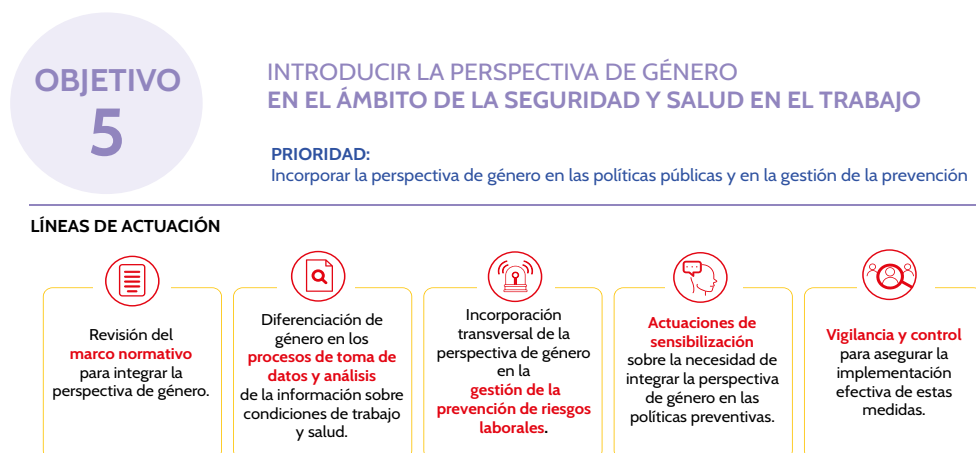 OBJETIVO
5
INTRODUCIR LA PERSPECTIVA DE GÉNERO
EN EL ÁMBITO DE LA SEGURIDAD Y SALUD EN EL TRABAJO
PRIORIDAD:
Incorporar la perspectiva de género en las políticas públicas y en la gestión de la prevención
LÍNEAS DE ACTUACIÓN
Revisión del
marco normativo
para integrar la
perspectiva de género.
Diferenciación de
género en los
procesos de toma de
datos y análisis
de la información sobre
condiciones de trabajo
y salud.
Incorporación
transversal de la
perspectiva de género
en la
gestión de la
prevención de riesgos
laborales.
Actuaciones de
sensibilización
sobre la necesidad de
integrar la perspectiva
de género en las
políticas preventivas.
Vigilancia y control
para asegurar la
implementación
efectiva de estas
medidas.